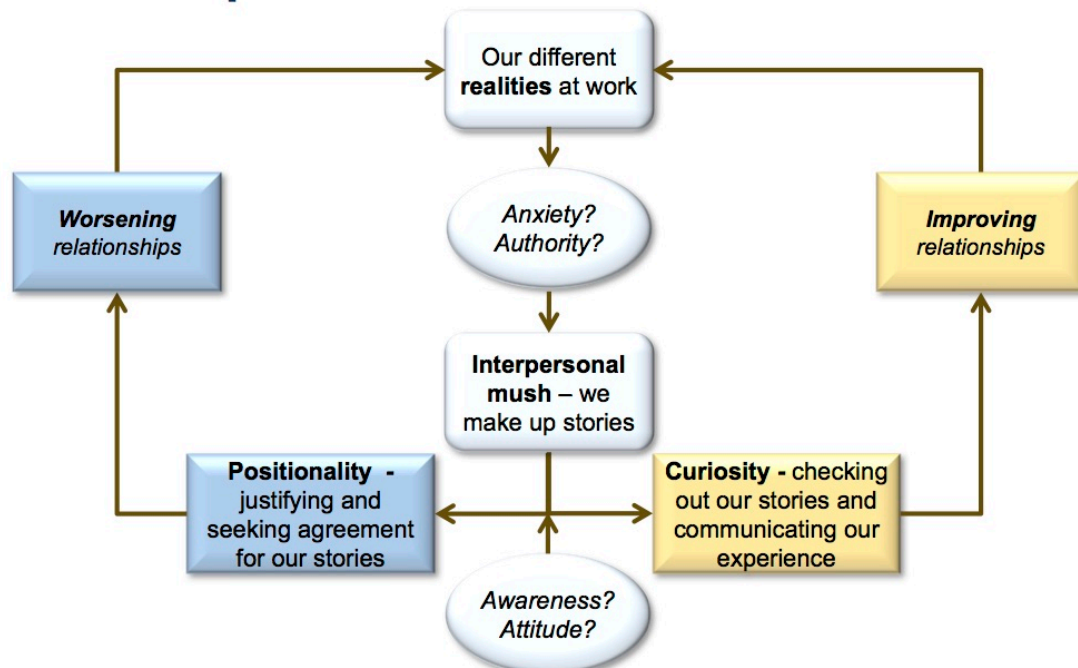 Our different
realities at work
Anxiety?
Authority?
Worsening
relationships
Improving
relationships
Interpersonal
mush – we
make up stories
Positionality -
justifying and
seeking agreement
for our stories
Curiosity - checking
out our stories and
communicating our
experience
Awareness?
Attitude?